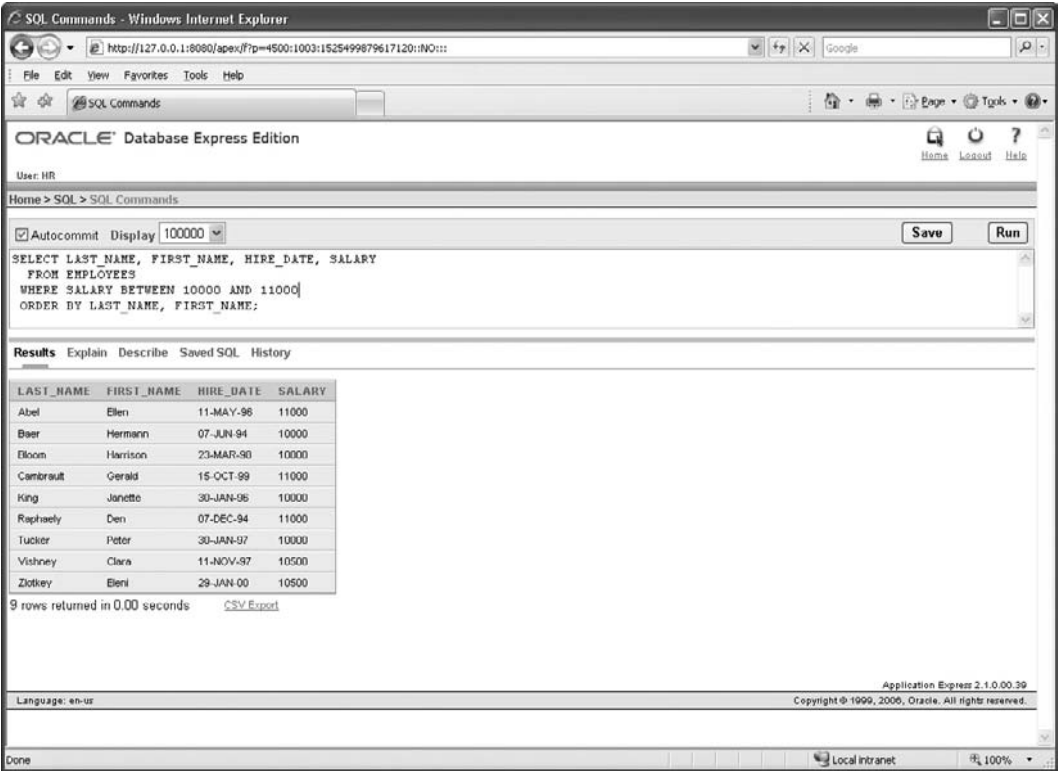 SQL Commands - Windows Internet Explorer
http://127.0.0.1:8080/apex/f?p=4500:1003:1525499879617120::NO:::
Google
File Edit View Favorites Tools Help
SQL Commands
Page Tools
ORACLE Database Express Edition
Home Logout Help
User: HR
Home > SQL > SQL Commands
Autocommit Display 100000
Save Run
SELECT LAST_NAME, FIRST_NAME, HIRE_DATE, SALARY
FROM EMPLOYEES
WHERE SALARY BETWEEN 10000 AND 11000
ORDER BY LAST_NAME, FIRST_NAME;
Results Explain Describe Saved SQL History
LAST_NAME FIRST_NAME HIRE_DATE SALARY
Abel Ellen 11-MAY-96 11000
Baer Hermann 07-JUN-94 10000
Bloom Harrison 23-MAR-98 10000
Cambrault Gerald 15-OCT-99 11000
King Janette 30-JAN-96 10000
Raphaely Den 07-DEC-94 11000
Tucker Peter 30-JAN-97 10000
Vishney Clara 11-NOV-97 10500
Zlotkey Eleni 29-JAN-00 10500
9 rows returned in 0.00 seconds CSV Export
Application Express 2.1.0.00.39
Language: en-us Copyright © 1999, 2006, Oracle. All rights reserved.
Done Local intranet 100%